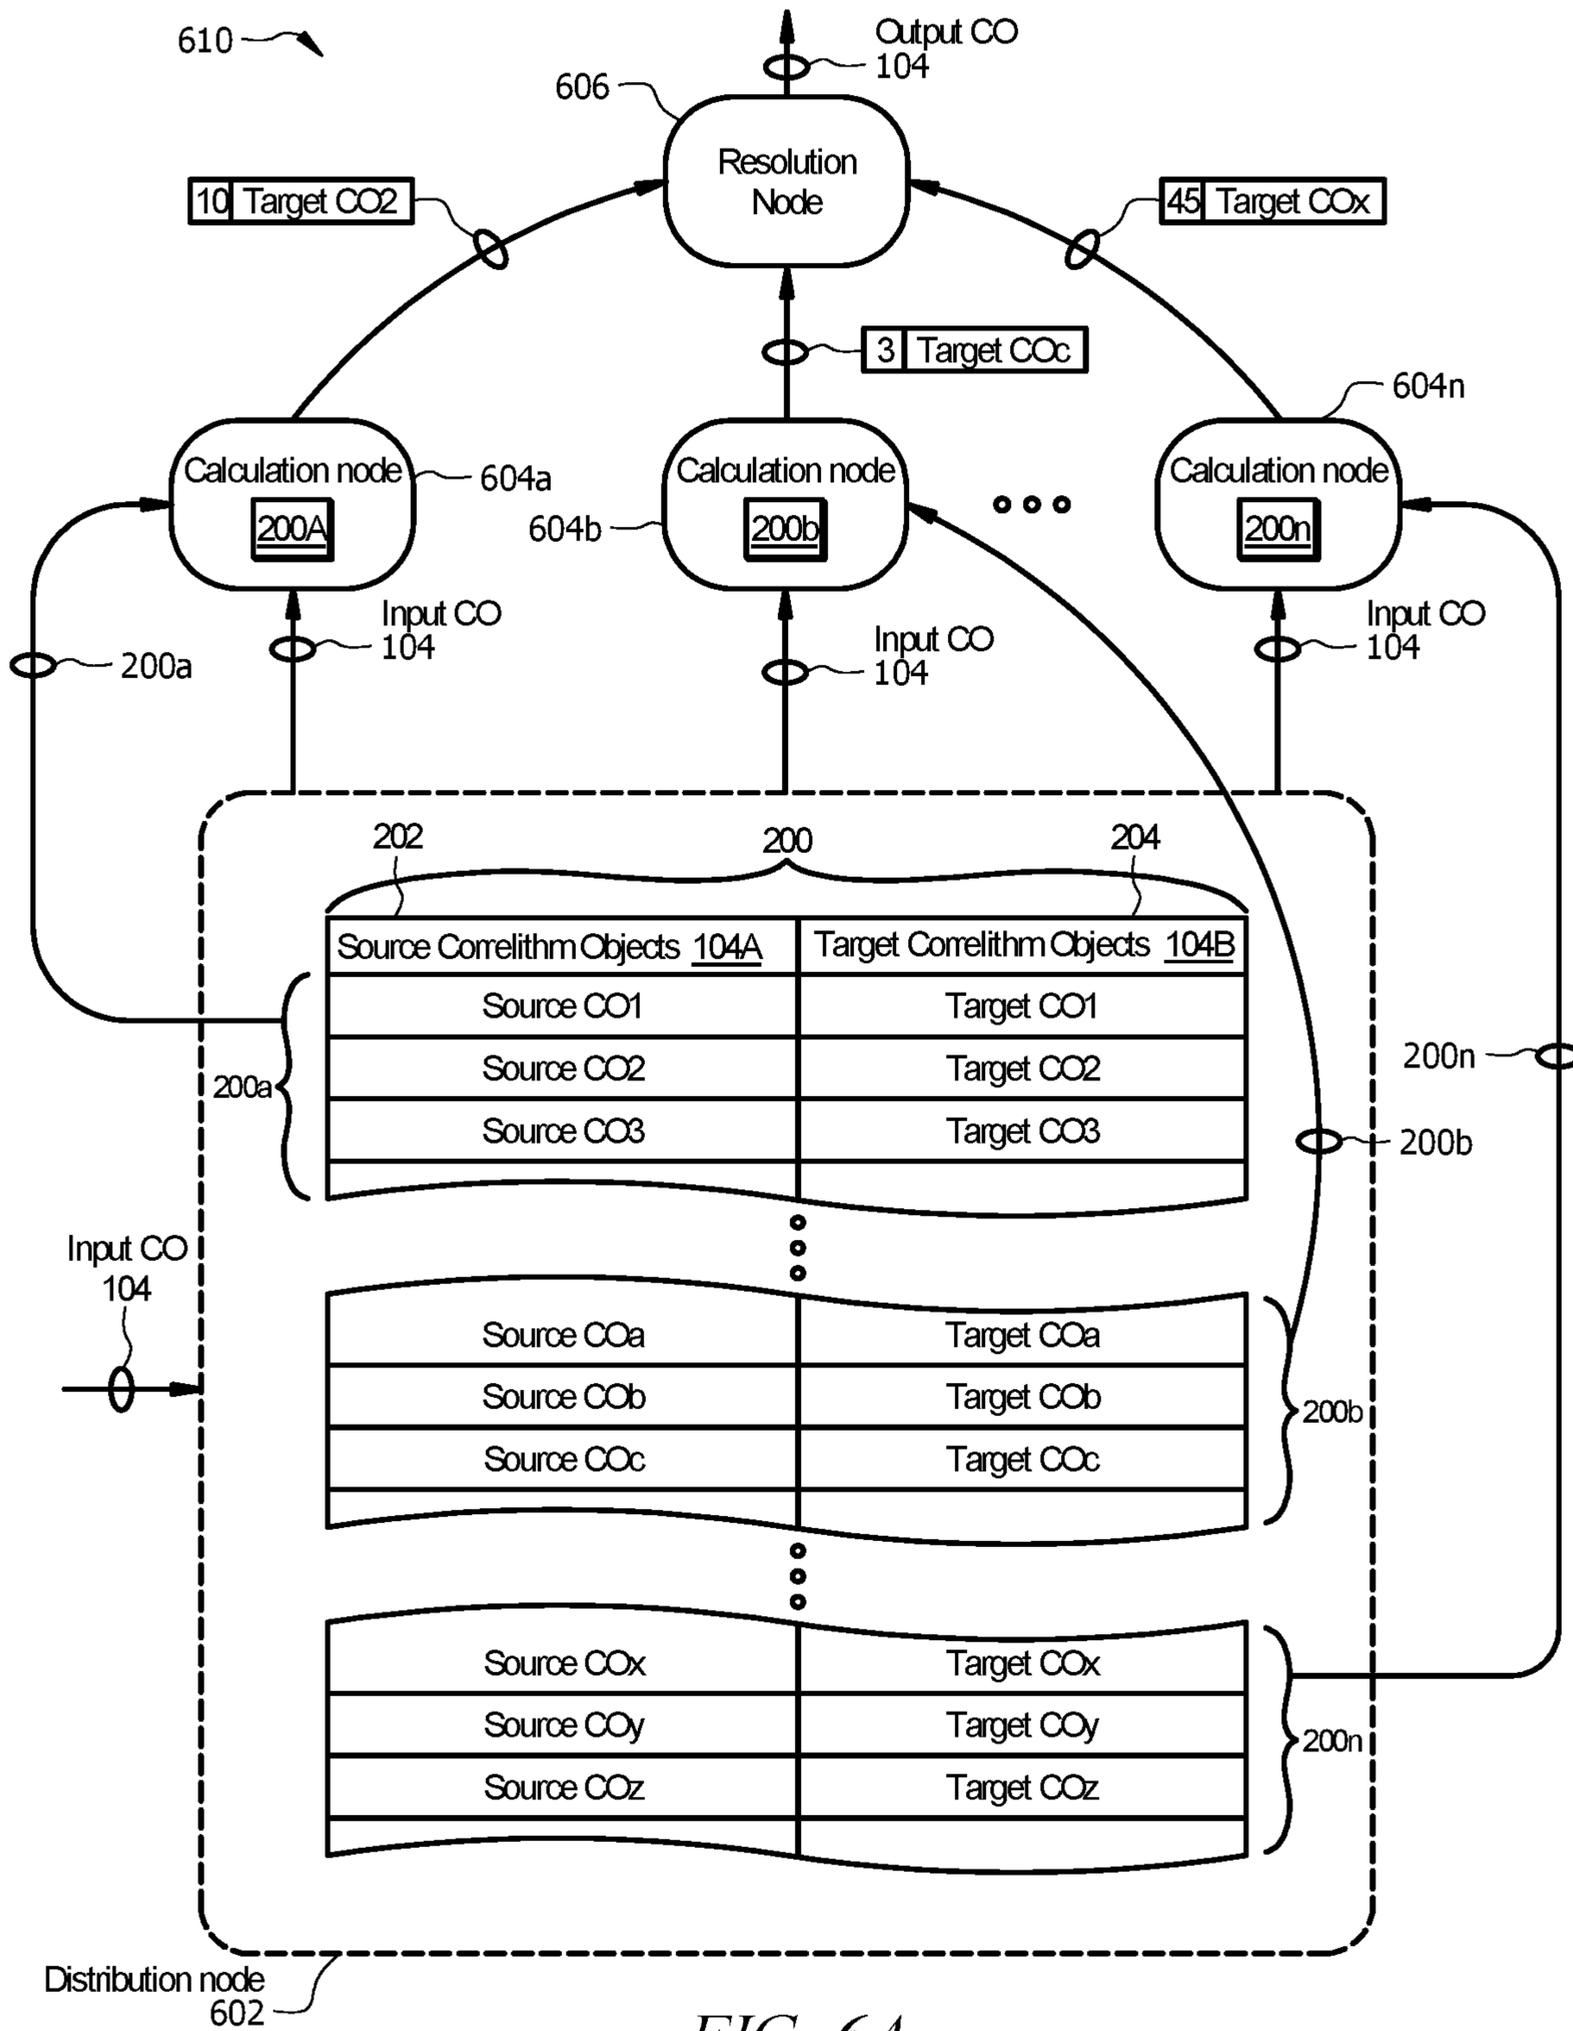 610
Output CO
104
606
Resolution
Node
10 Target CO2
45 Target COx
3 Target COc
604n
Calculation node
200A
604a
Calculation node
200b
604b
Calculation node
200n
Input CO
104
Input CO
104
Input CO
104
200a
202
200
204
Source Correlithm Objects 104A Target Correlithm Objects 104B
Source CO1 Target CO1
Source CO2 Target CO2
Source CO3 Target CO3
200a
200n
200b
Input CO
104
Source COa Target COa
Source COb Target COb
Source COc Target COc
200b
Source COx Target COx
Source COy Target COy
Source COz Target COz
200n
Distribution node
602
FIG. 6A